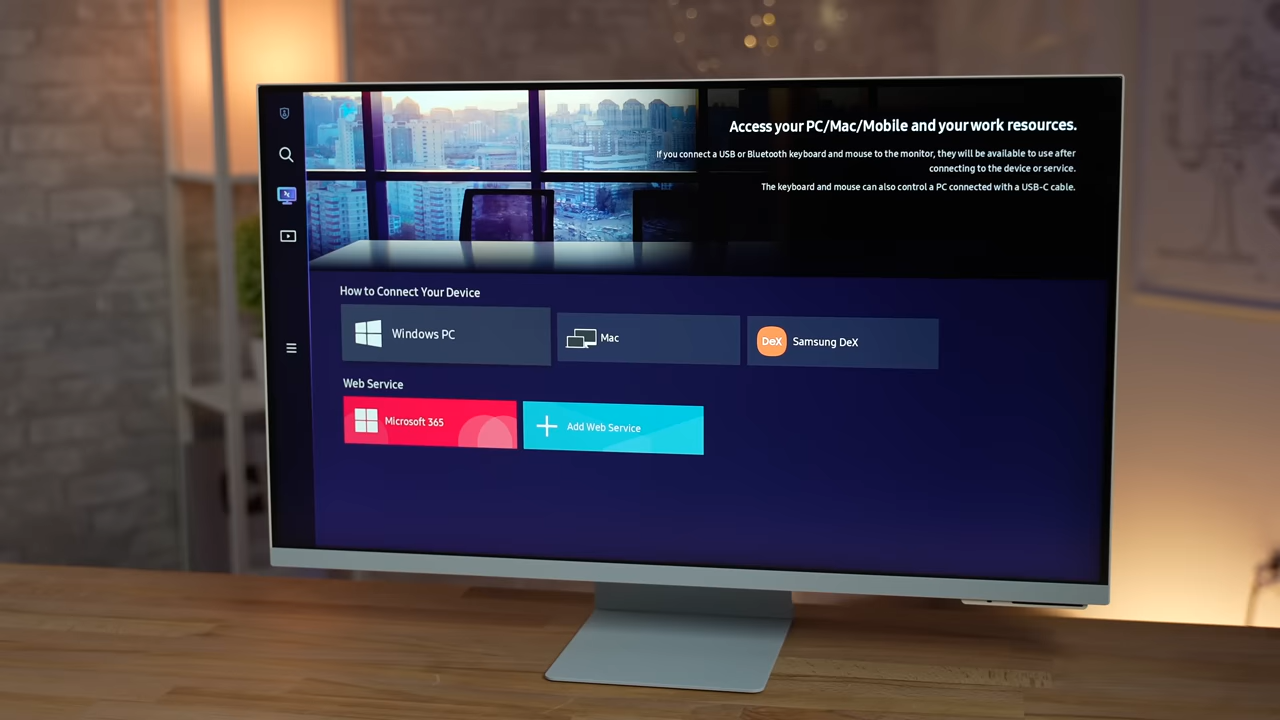 Access your PC/Mac/Mobile and your work resources.
If you connect a USB or Bluetooth keyboard and mouse to the monitor, they will be available to use after
connecting to the device or service.
The keyboard and mouse can also control a PC connected with a USB-C cable.
How to Connect Your Device
Windows PC
Mac
DeX
Samsung DeX
Web Service
Microsoft 365
Add Web Service